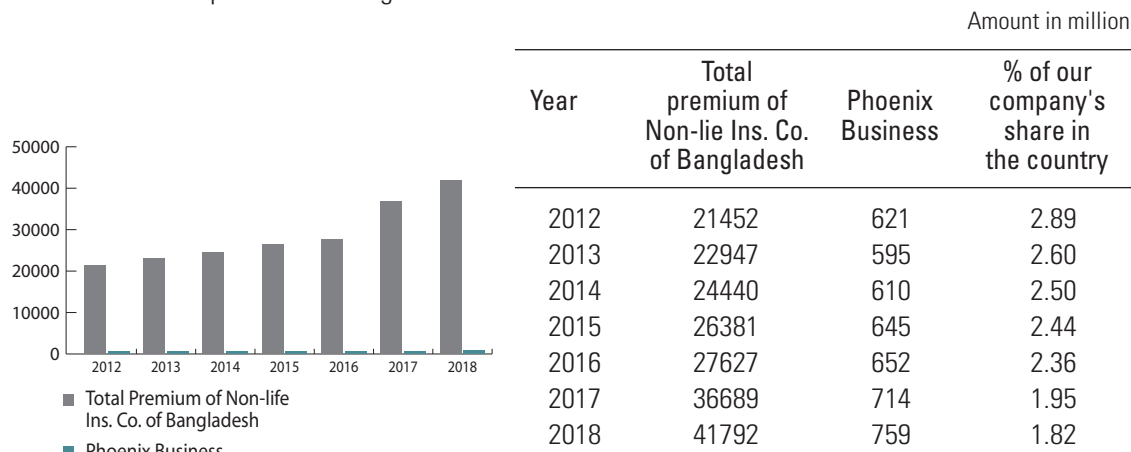 Amount in million
Year
Total
premium of
Non-lie Ins. Co.
of Bangladesh
Phoenix
Business
% of our
company's
share in
the country
2012 21452 621 2.89
2013 22947 595 2.60
2014 24440 610 2.50
2015 26381 645 2.44
2016 27627 652 2.36
2017 36689 714 1.95
2018 41792 759 1.82
50000
40000
30000
20000
10000
0
2012 2013 2014 2015 2016 2017 2018
Total Premium of Non-life
Ins. Co. of Bangladesh
Phoenix Business